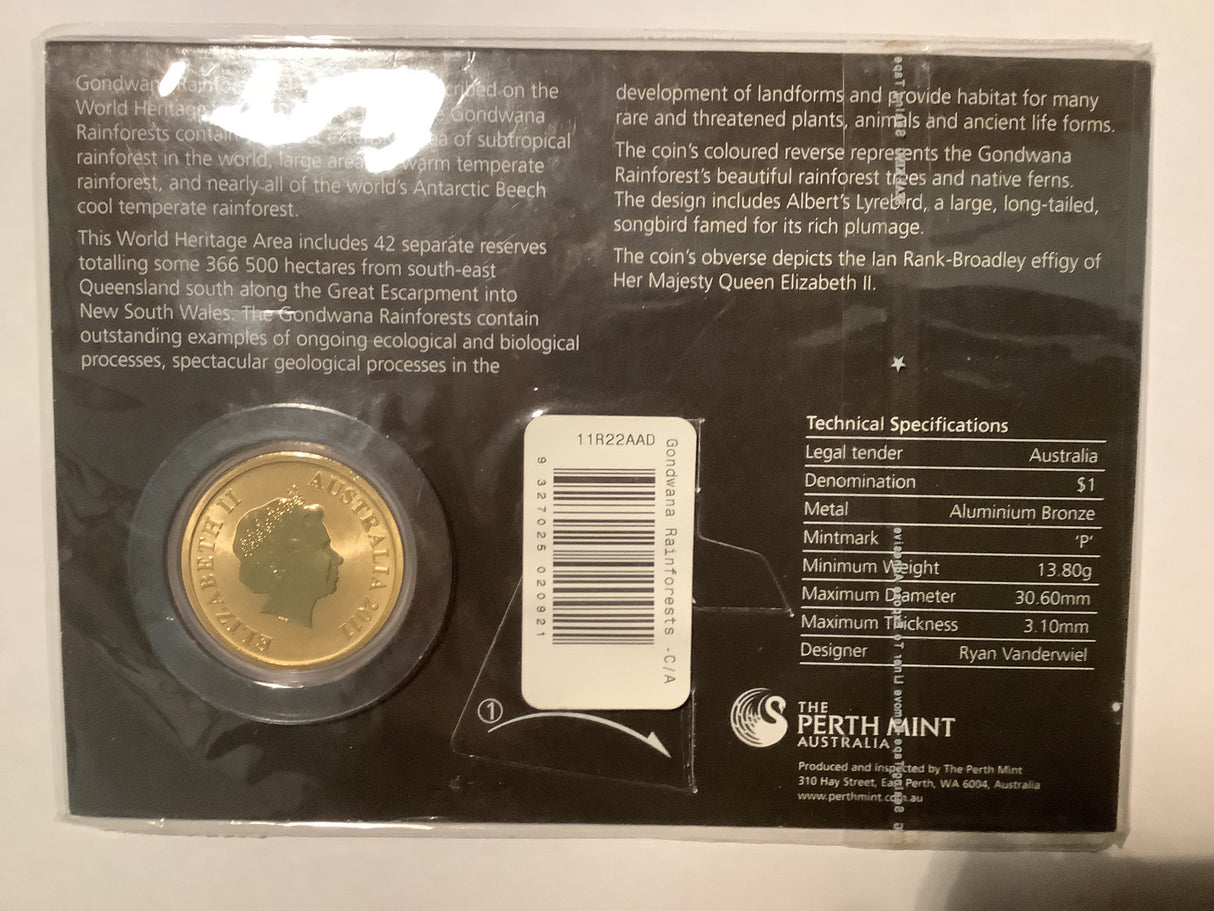 Gondwana Rainforests
cribed on the
World Heritage
Gondwana
Rainforests contain
a of subtropical
rainforest in the world, large areas
warm temperate
rainforest, and nearly all of the world's Antarctic Beech
cool temperate rainforest.
This World Heritage Area includes 42 separate reserves
totalling some 366 500 hectares from south-east
Queensland south along the Great Escarpment into
New South Wales. The Gondwana Rainforests contain
outstanding examples of ongoing ecological and biological
processes, spectacular geological processes in the
development of landforms and provide habitat for many
rare and threatened plants, animals and ancient life forms.
The coin's coloured reverse represents the Gondwana
Rainforest's beautiful rainforest trees and native ferns.
The design includes Albert's Lyrebird, a large, long-tailed,
songbird famed for its rich plumage.
The coin's obverse depicts the Ian Rank-Broadley effigy of
Her Majesty Queen Elizabeth II.
ELIZABETH II AUSTRALIA 2011
11R22AAD
9 327025 020921
Gondwana Rainforests -C/A
1
Technical Specifications
Legal tender Australia
Denomination $1
Metal Aluminium Bronze
Mintmark 'P'
Minimum Weight 13.80g
Maximum Diameter 30.60mm
Maximum Thickness 3.10mm
Designer Ryan Vanderwiel
THE
PERTH MINT
AUSTRALIA
Produced and inspected by The Perth Mint
310 Hay Street, East Perth, WA 6004, Australia
www.perthmint.com.au